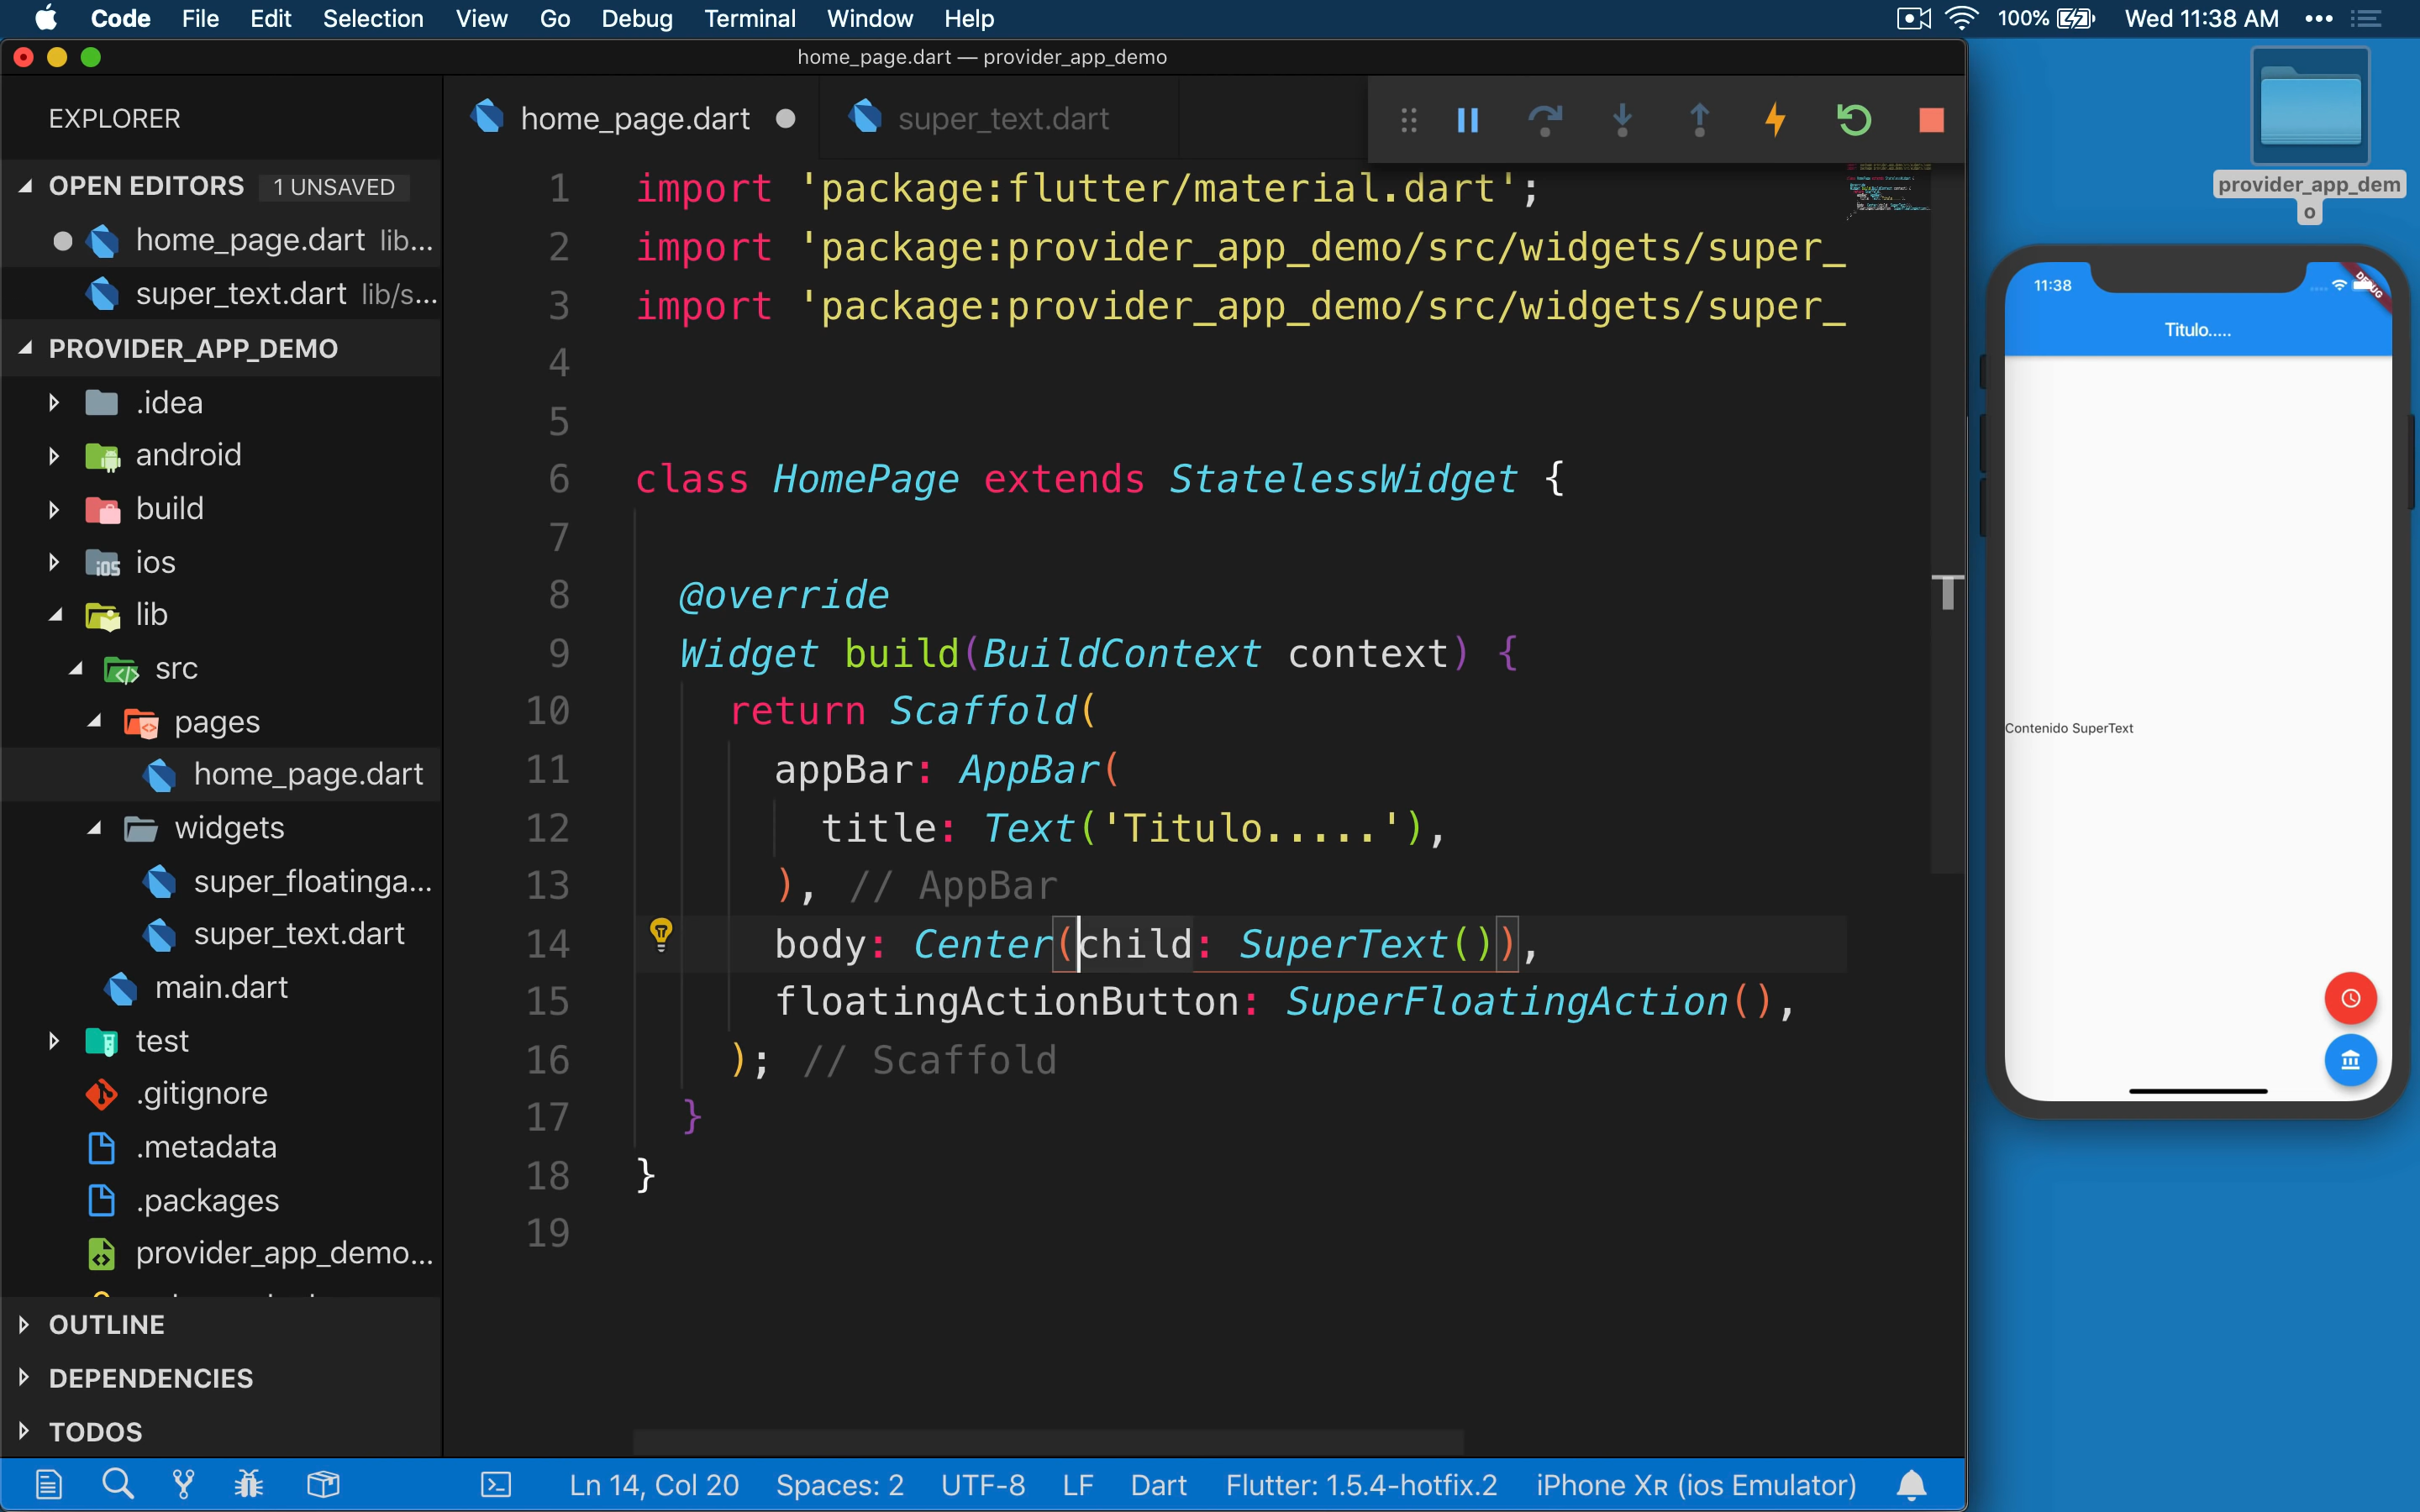 Code File Edit Selection View Go Debug Terminal Window Help 100% Wed 11:38 AM
home_page.dart — provider_app_demo
EXPLORER
OPEN EDITORS 1 UNSAVED
home_page.dart lib...
super_text.dart lib/s...
PROVIDER_APP_DEMO
.idea
android
build
ios
lib
src
pages
home_page.dart
widgets
super_floatinga...
super_text.dart
main.dart
test
.gitignore
.metadata
.packages
provider_app_demo...
OUTLINE
DEPENDENCIES
TODOS
home_page.dart super_text.dart
1 import 'package:flutter/material.dart';
2 import 'package:provider_app_demo/src/widgets/super_
3 import 'package:provider_app_demo/src/widgets/super_
4
5
6 class HomePage extends StatelessWidget {
7
8 @override
9 Widget build(BuildContext context) {
10 return Scaffold(
11 appBar: AppBar(
12 title: Text('Titulo.....'),
13 ), // AppBar
14 body: Center(child: SuperText()),
15 floatingActionButton: SuperFloatingAction(),
16 ); // Scaffold
17 }
18 }
19
Ln 14, Col 20 Spaces: 2 UTF-8 LF Dart Flutter: 1.5.4-hotfix.2 iPhone XR (ios Emulator)
provider_app_dem
o
11:38
DEBUG
Titulo.....
Contenido SuperText